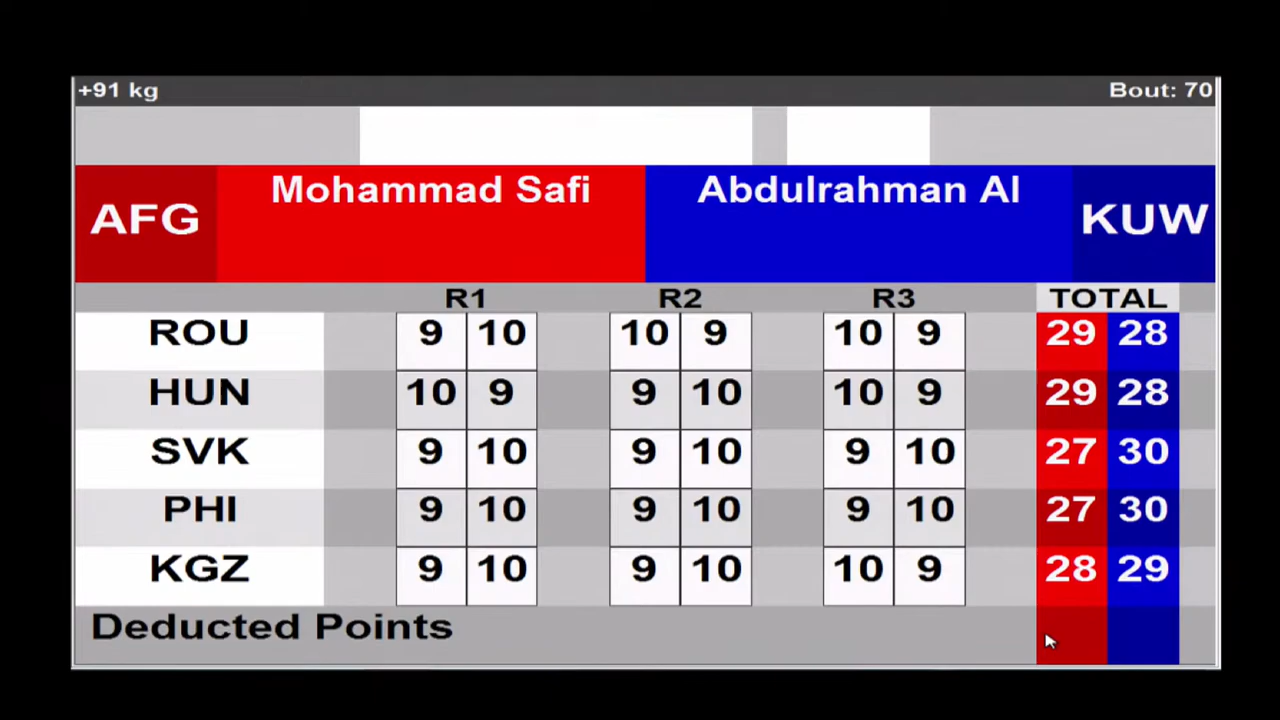 +91 kg Bout: 70
AFG Mohammad Safi Abdulrahman Al KUW
R1 R2 R3 TOTAL
ROU 9 10 10 9 10 9 29 28
HUN 10 9 9 10 10 9 29 28
SVK 9 10 9 10 9 10 27 30
PHI 9 10 9 10 9 10 27 30
KGZ 9 10 9 10 10 9 28 29
Deducted Points